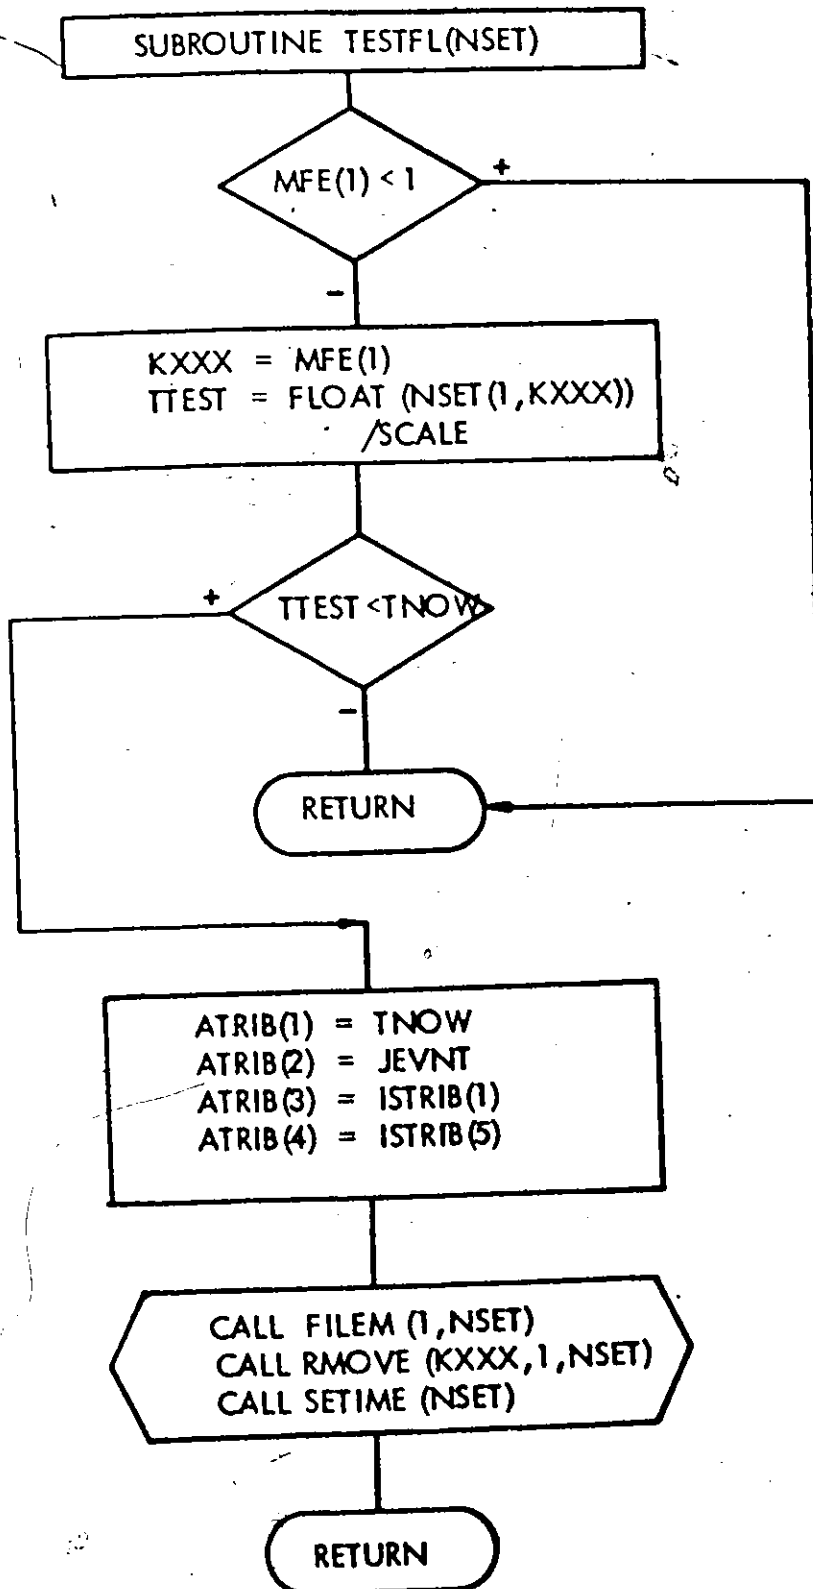 SUBROUTINE TESTFL(NSET)
MFE(1) < 1
+
-
KXXX = MFE(1)
TTEST = FLOAT (NSET(1,KXXX))
/SCALE
+
TTEST<TNOW
-
RETURN
ATRIB(1) = TNOW
ATRIB(2) = JEVNT
ATRIB(3) = ISTRIB(1)
ATRIB(4) = ISTRIB(5)
CALL FILEM (1,NSET)
CALL RMOVE (KXXX,1,NSET)
CALL SETIME (NSET)
RETURN